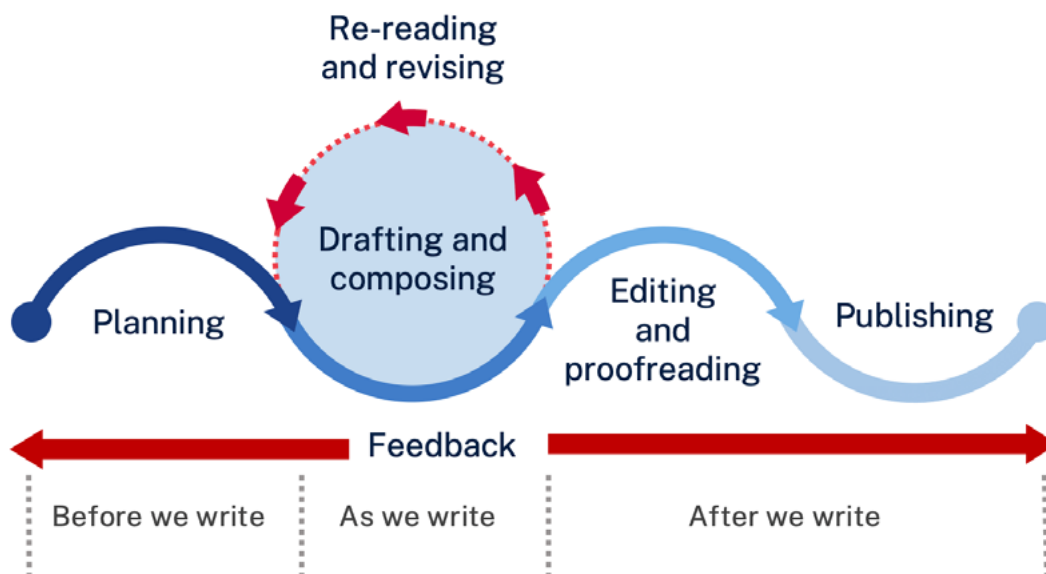 Re-reading
and revising
Drafting and
composing
Planning
Editing
and
proofreading
Publishing
Feedback
Before we write
As we write
After we write